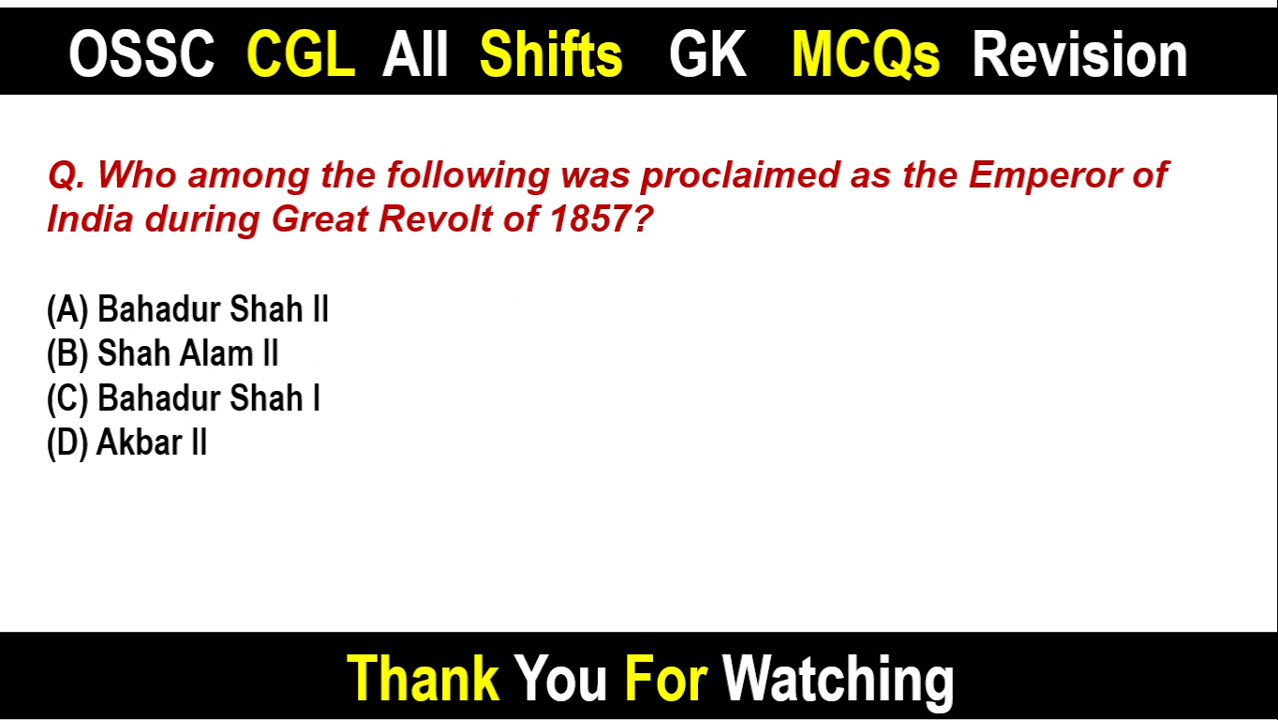 OSSC CGL All Shifts GK MCQs Revision
Q. Who among the following was proclaimed as the Emperor of
India during Great Revolt of 1857?
(A) Bahadur Shah II
(B) Shah Alam II
(C) Bahadur Shah I
(D) Akbar II
Thank You For Watching